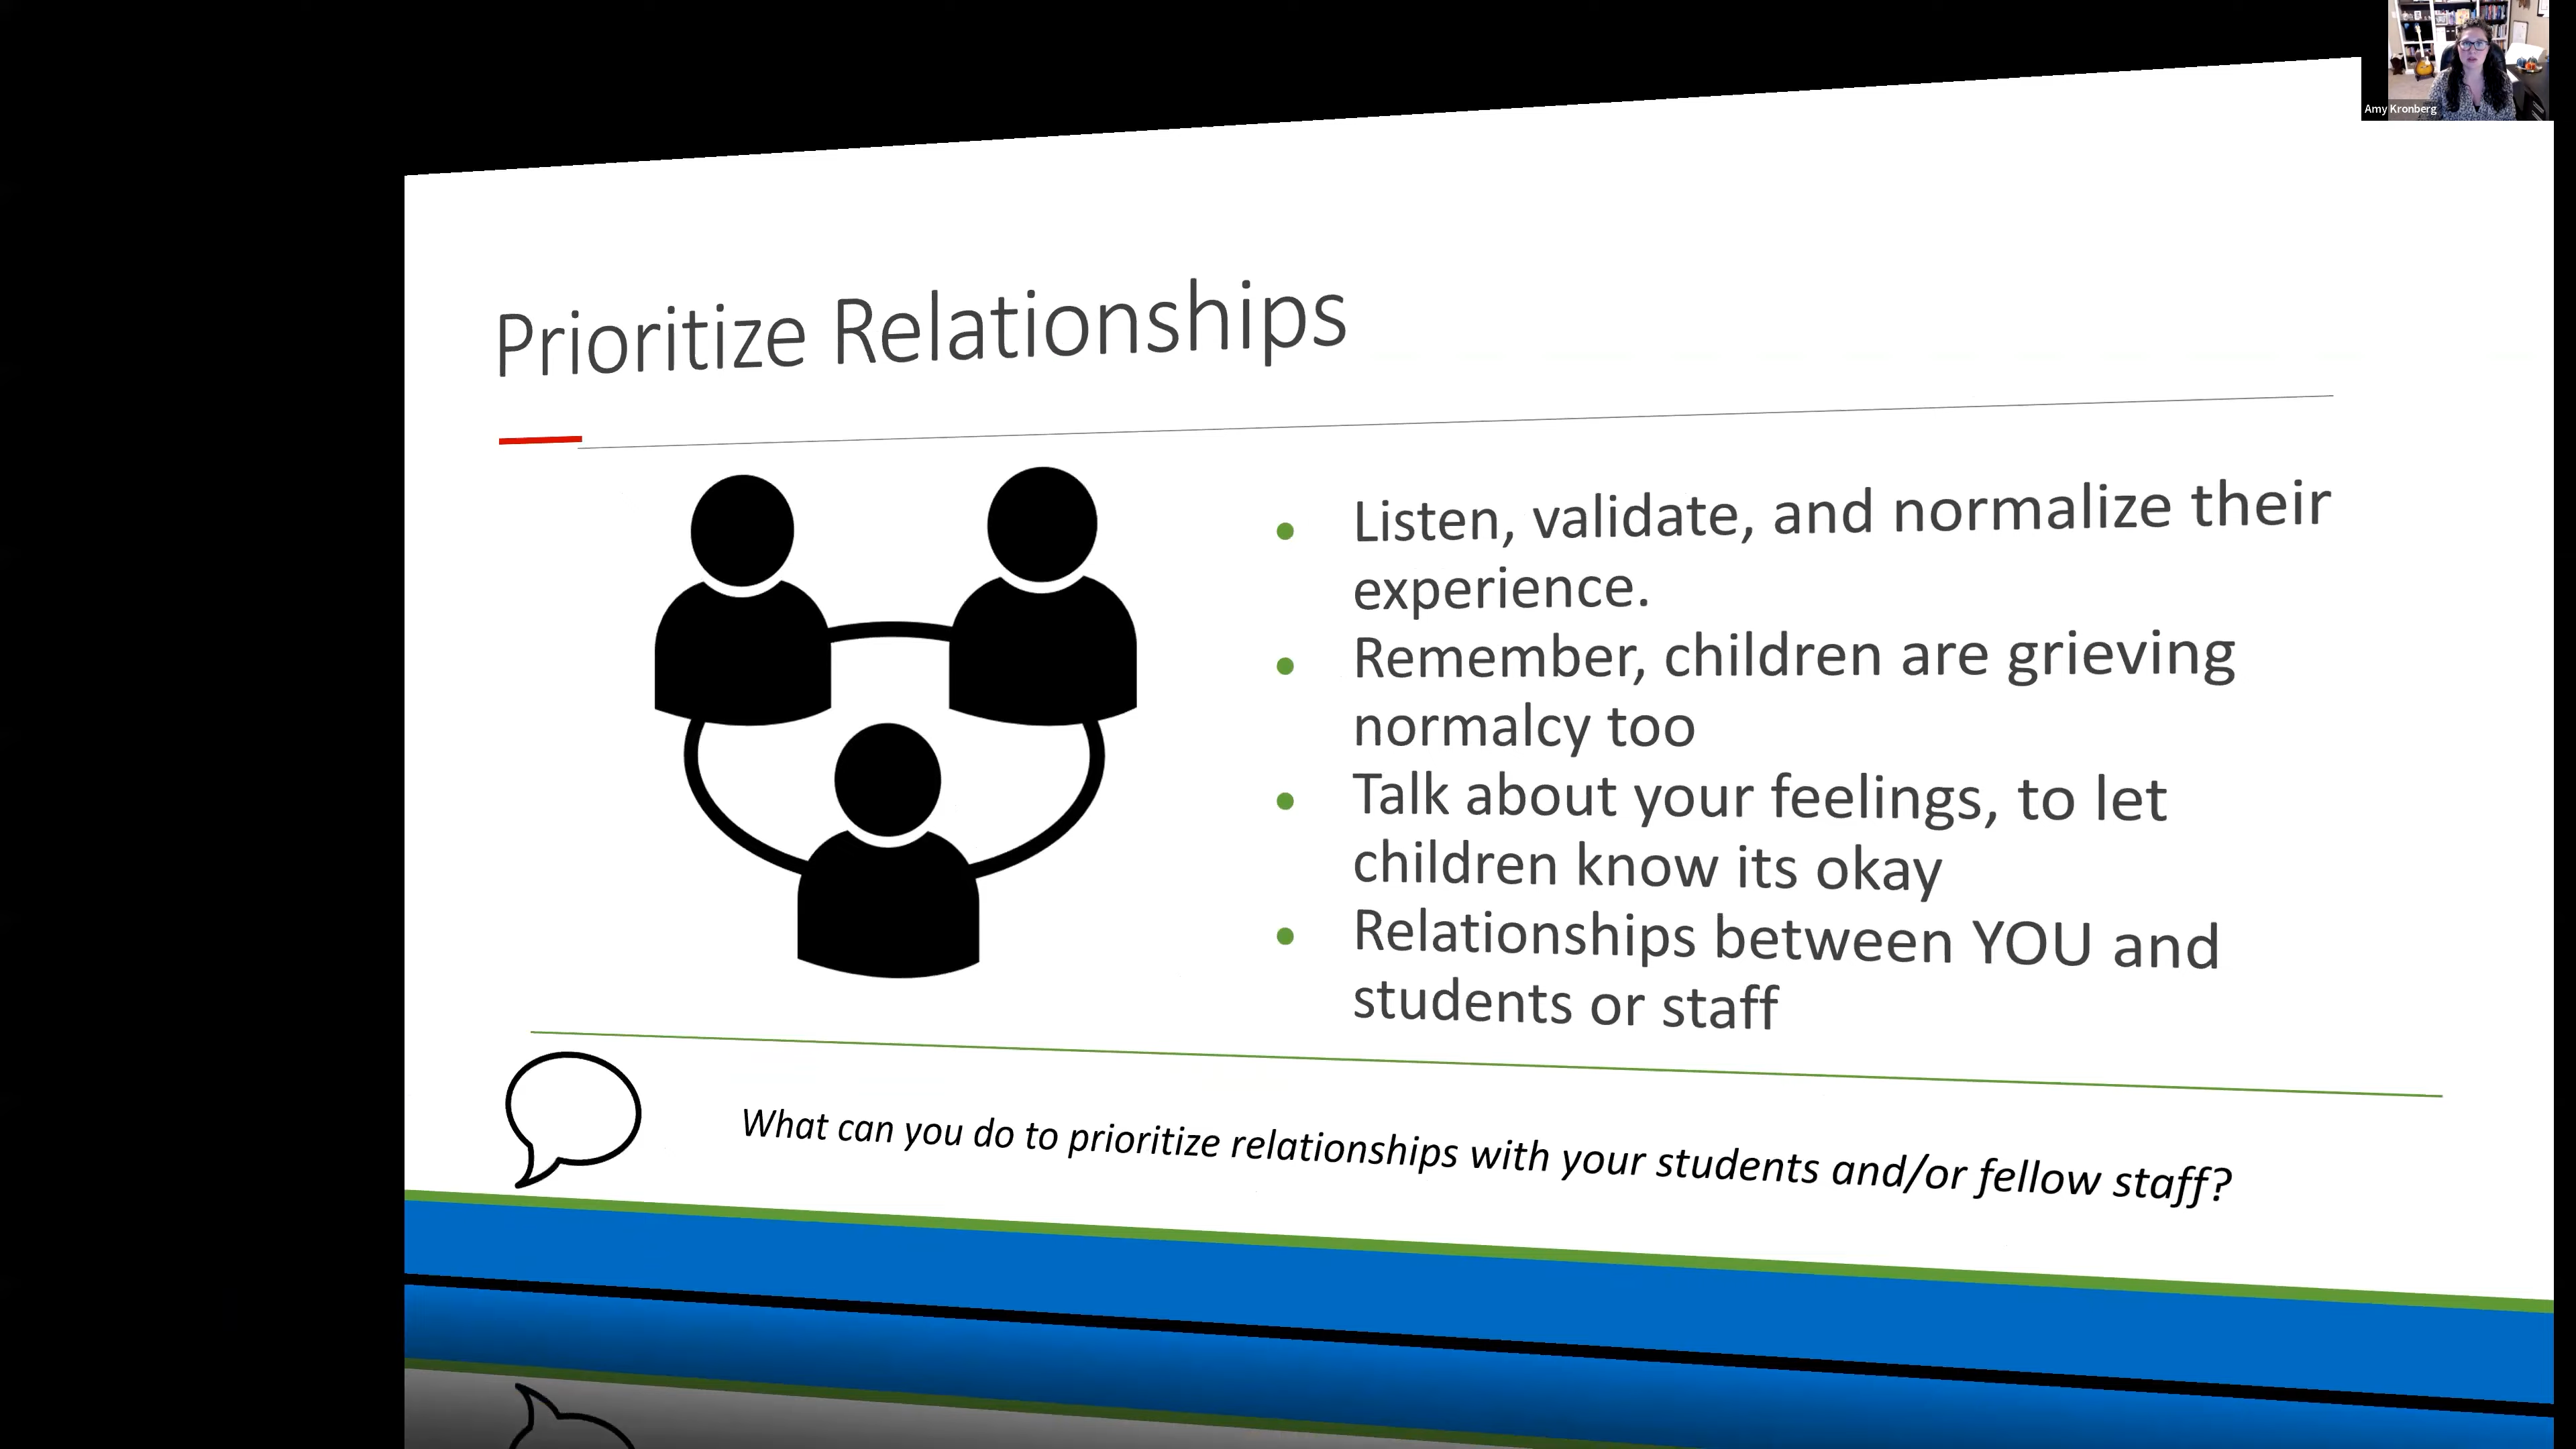 Amy Kronberg
Prioritize Relationships
• Listen, validate, and normalize their
experience.
• Remember, children are grieving
normalcy too
• Talk about your feelings, to let
children know its okay
• Relationships between YOU and
students or staff
What can you do to prioritize relationships with your students and/or fellow staff?